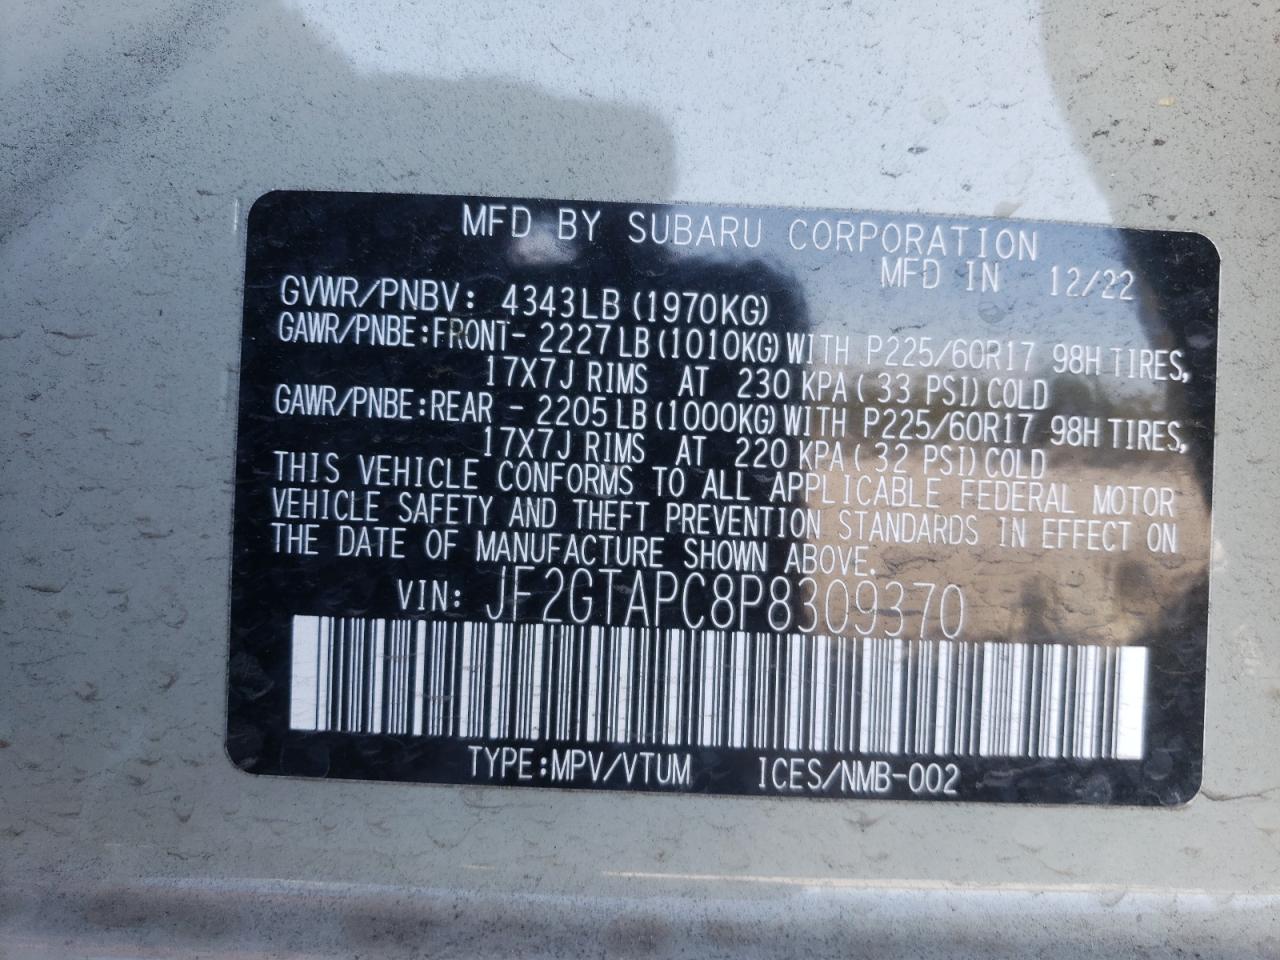 MFD BY SUBARU CORPORATION
MFD IN 12/22
GVWR/PNBV: 4343LB (1970KG)
GAWR/PNBE:FRONT- 2227LB (1010KG) WITH P225/60R17 98H TIRES,
17X7J RIMS AT 230 KPA ( 33 PSI) COLD
GAWR/PNBE:REAR - 2205LB (1000KG) WITH P225/60R17 98H TIRES,
17X7J RIMS AT 220 KPA ( 32 PSI) COLD
THIS VEHICLE CONFORMS TO ALL APPLICABLE FEDERAL MOTOR
VEHICLE SAFETY AND THEFT PREVENTION STANDARDS IN EFFECT ON
THE DATE OF MANUFACTURE SHOWN ABOVE.
VIN: JF2GTAPC8P8309370
TYPE:MPV/VTUM ICES/NMB-002